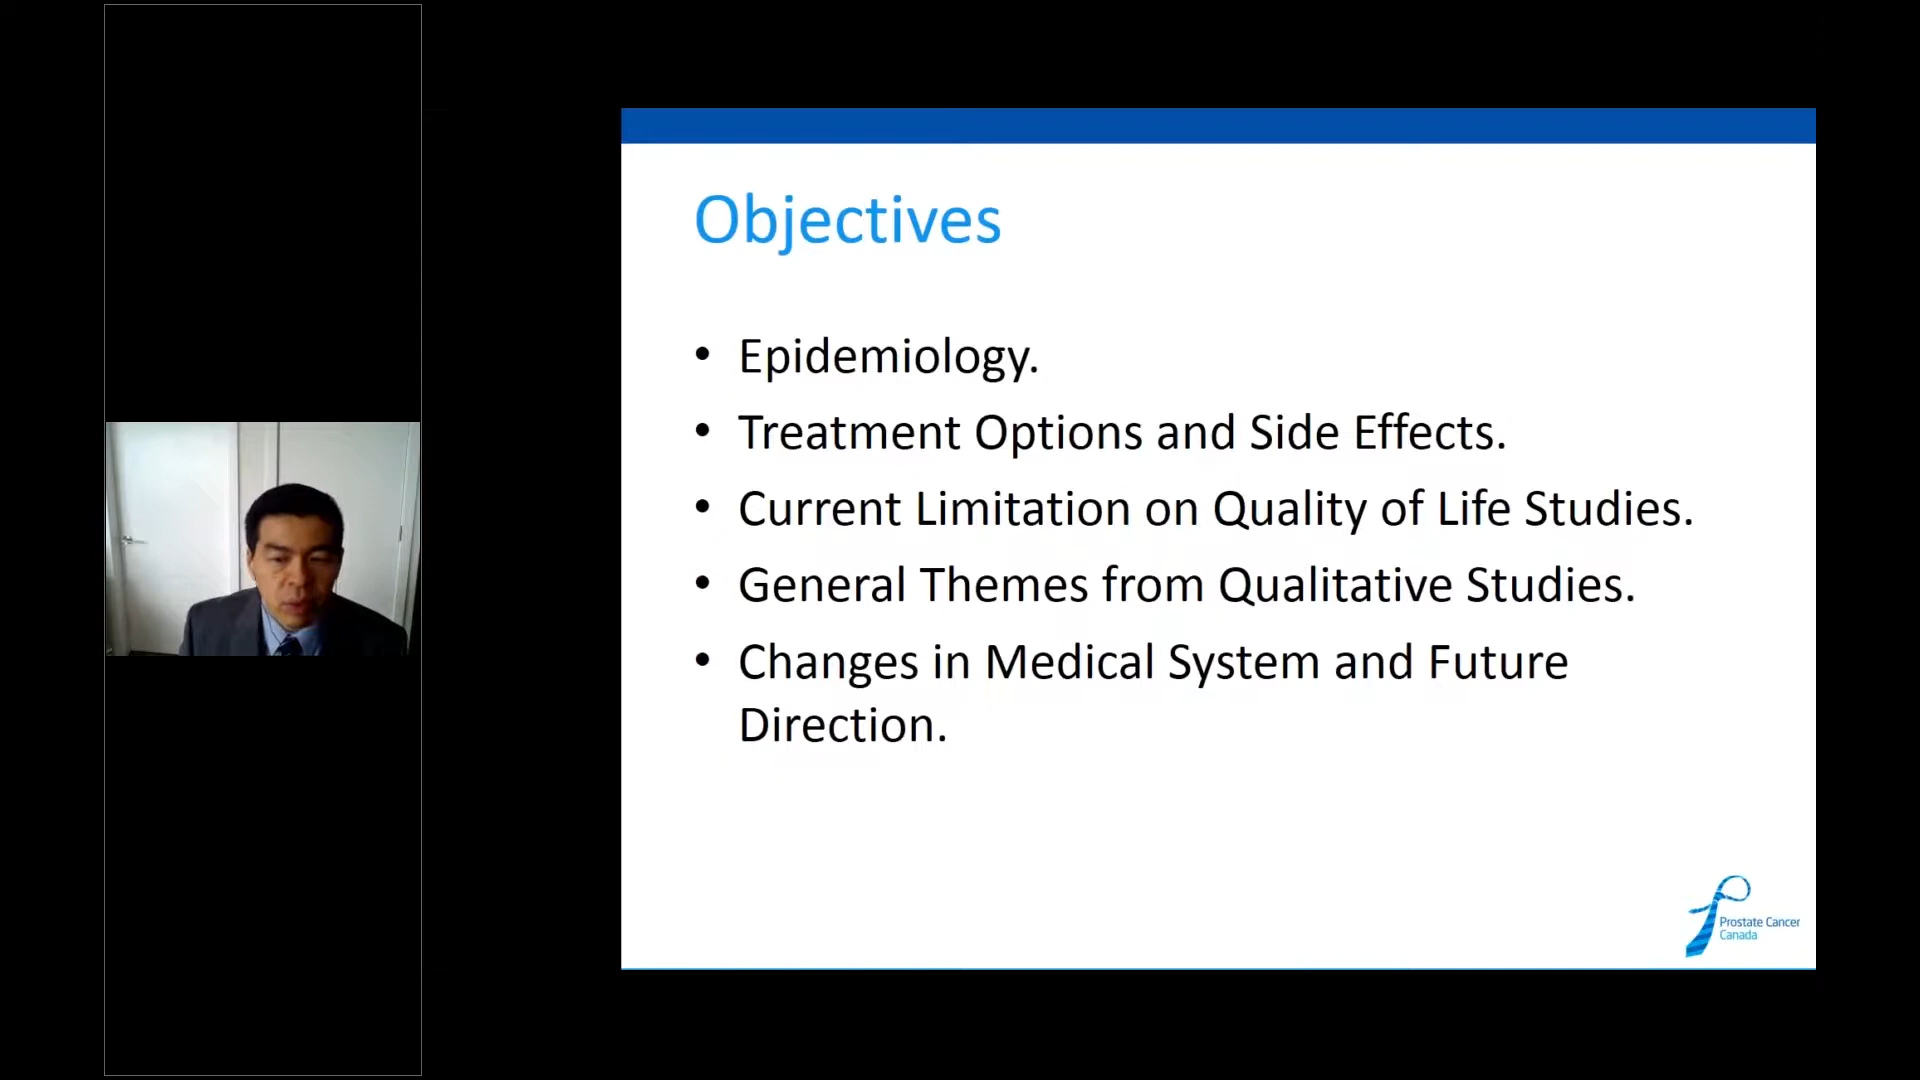 Objectives
• Epidemiology.
• Treatment Options and Side Effects.
• Current Limitation on Quality of Life Studies.
• General Themes from Qualitative Studies.
• Changes in Medical System and Future
Direction.
Prostate Cancer
Canada